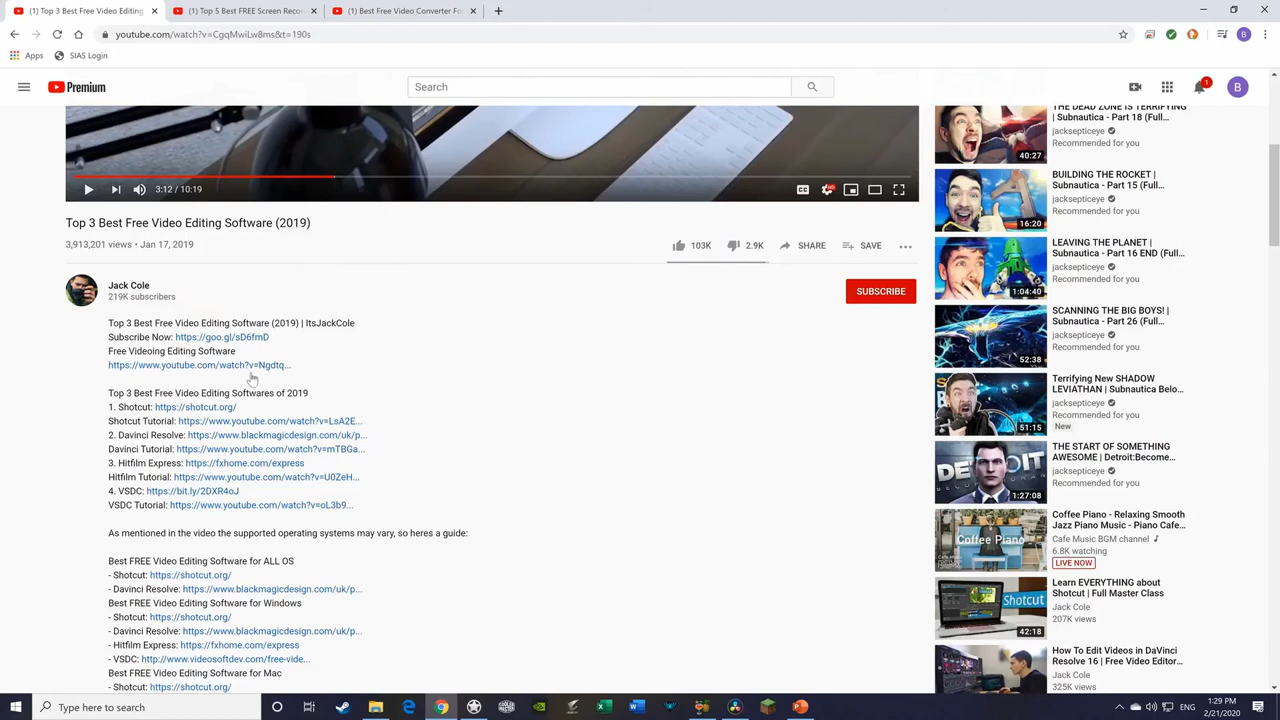 (1) Top 3 Best Free Video Editing
(1) Top 5 Best FREE Screen Recor
(1) Best Free Video Converter Fo
youtube.com/watch?v=CgqMwiLw8ms&t=190s
B
Apps
SIAS Login
Premium
Search
1
B
3:12 / 10:19
CC
Top 3 Best Free Video Editing Software (2019)
3,913,201 views • Jan 17, 2019
103K
2.9K
SHARE
SAVE
Jack Cole
219K subscribers
SUBSCRIBE
Top 3 Best Free Video Editing Software (2019) | ItsJackCole
Subscribe Now: https://goo.gl/sD6fmD
Free Videoing Editing Software
https://www.youtube.com/watch?v=Ngdtq...
Top 3 Best Free Video Editing Softwares of 2019
1. Shotcut: https://shotcut.org/
Shotcut Tutorial: https://www.youtube.com/watch?v=LsA2E...
2. Davinci Resolve: https://www.blackmagicdesign.com/uk/p...
Davinci Tutorial: https://www.youtube.com/watch?v=mTBGa...
3. Hitfilm Express: https://fxhome.com/express
Hitfilm Tutorial: https://www.youtube.com/watch?v=U0ZeH...
4. VSDC: https://bit.ly/2DXR4oJ
VSDC Tutorial: https://www.youtube.com/watch?v=oL3b9...
As mentioned in the video the supported operating systems may vary, so heres a guide:
Best FREE Video Editing Software for ALL OS
- Shotcut: https://shotcut.org/
- Davinci Resolve: https://www.blackmagicdesign.com/uk/p...
Best FREE Video Editing Software for Windows
- Shotcut: https://shotcut.org/
- Davinci Resolve: https://www.blackmagicdesign.com/uk/p...
- Hitfilm Express: https://fxhome.com/express
- VSDC: http://www.videosoftdev.com/free-vide...
Best FREE Video Editing Software for Mac
- Shotcut: https://shotcut.org/
THE DEAD ZONE IS TERRIFYING
| Subnautica - Part 18 (Full...
jacksepticeye
Recommended for you
40:27
BUILDING THE ROCKET |
Subnautica - Part 15 (Full...
jacksepticeye
Recommended for you
16:20
LEAVING THE PLANET |
Subnautica - Part 16 END (Full...
jacksepticeye
Recommended for you
1:04:40
SCANNING THE BIG BOYS! |
Subnautica - Part 26 (Full...
jacksepticeye
Recommended for you
52:38
Terrifying New SHADOW
LEVIATHAN | Subnautica Belo...
jacksepticeye
Recommended for you
New
51:15
THE START OF SOMETHING
AWESOME | Detroit:Become...
jacksepticeye
Recommended for you
DETROIT
1:27:08
Coffee Piano - Relaxing Smooth
Jazz Piano Music - Piano Cafe...
Cafe Music BGM channel
6.8K watching
LIVE NOW
Coffee Piano
Learn EVERYTHING about
Shotcut | Full Master Class
Jack Cole
207K views
Shotcut
42:18
How To Edit Videos in DaVinci
Resolve 16 | Free Video Editor...
Jack Cole
325K views
Type here to search
ENG
1:29 PM
2/21/2020